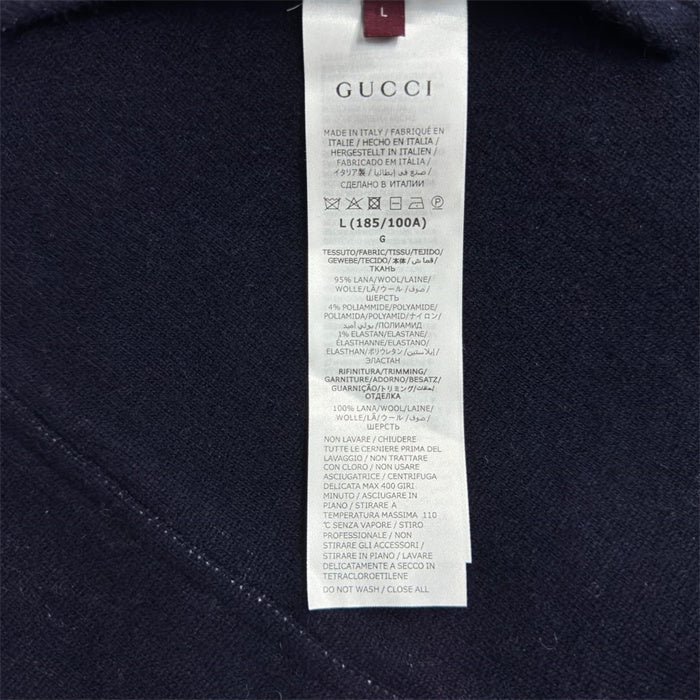 L
GUCCI
MADE IN ITALY / FABRIQUÉ EN
ITALIE / HECHO EN ITALIA /
HERGESTELLT IN ITALIEN /
FABRICADO EM ITÁLIA /
イタリア製 / صنع في إيطاليا /
СДЕЛАНО В ИТАЛИИ
L (185/100A)
G
TESSUTO/FABRIC/TISSU/TEJIDO/
GEWEBE/TECIDO/本体/قماش/
ТКАНЬ
95% LANA/WOOL/LAINE/
WOLLE/LÃ/ウール/صوف/
ШЕРСТЬ
4% POLIAMMIDE/POLYAMIDE/
POLIAMIDA/POLYAMID/ナイロン/
بولي أميد/ПОЛИАМИД
1% ELASTAN/ELASTANE/
ÉLASTHANNE/ELASTANO/
ELASTHAN/ポリウレタン/إيلاستين/
ЭЛАСТАН
RIFINITURA/TRIMMING/
GARNITURE/ADORNO/BESATZ/
GUARNIÇÃO/トリミング/ملحقات/
ОТДЕЛКА
100% LANA/WOOL/LAINE/
WOLLE/LÃ/ウール/صوف/
ШЕРСТЬ
NON LAVARE / CHIUDERE
TUTTE LE CERNIERE PRIMA DEL
LAVAGGIO / NON TRATTARE
CON CLORO / NON USARE
ASCIUGATRICE / CENTRIFUGA
DELICATA MAX 400 GIRI
MINUTO / ASCIUGARE IN
PIANO / STIRARE A
TEMPERATURA MASSIMA 110
°C SENZA VAPORE / STIRO
PROFESSIONALE / NON
STIRARE GLI ACCESSORI /
STIRARE IN PIANO / LAVARE
DELICATAMENTE A SECCO IN
TETRACLOROETILENE
DO NOT WASH / CLOSE ALL